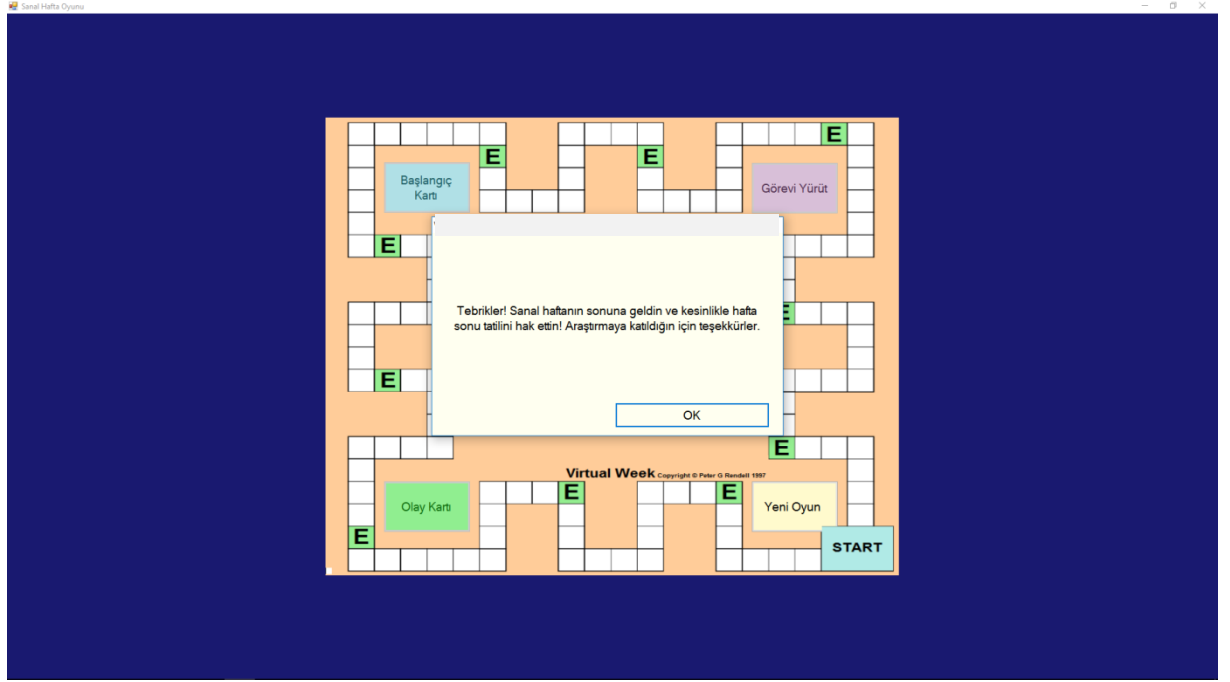 Sanal Hafta Oyunu
E
E
E
Başlangıç
Kartı
Görevi Yürüt
E
Tebrikler! Sanal haftanın sonuna geldin ve kesinlikle hafta
sonu tatilini hak ettin! Araştırmaya katıldığın için teşekkürler.
E
E
OK
E
Virtual Week Copyright © Peter G Rendell 1997
E
E
Olay Kartı
Yeni Oyun
E
START